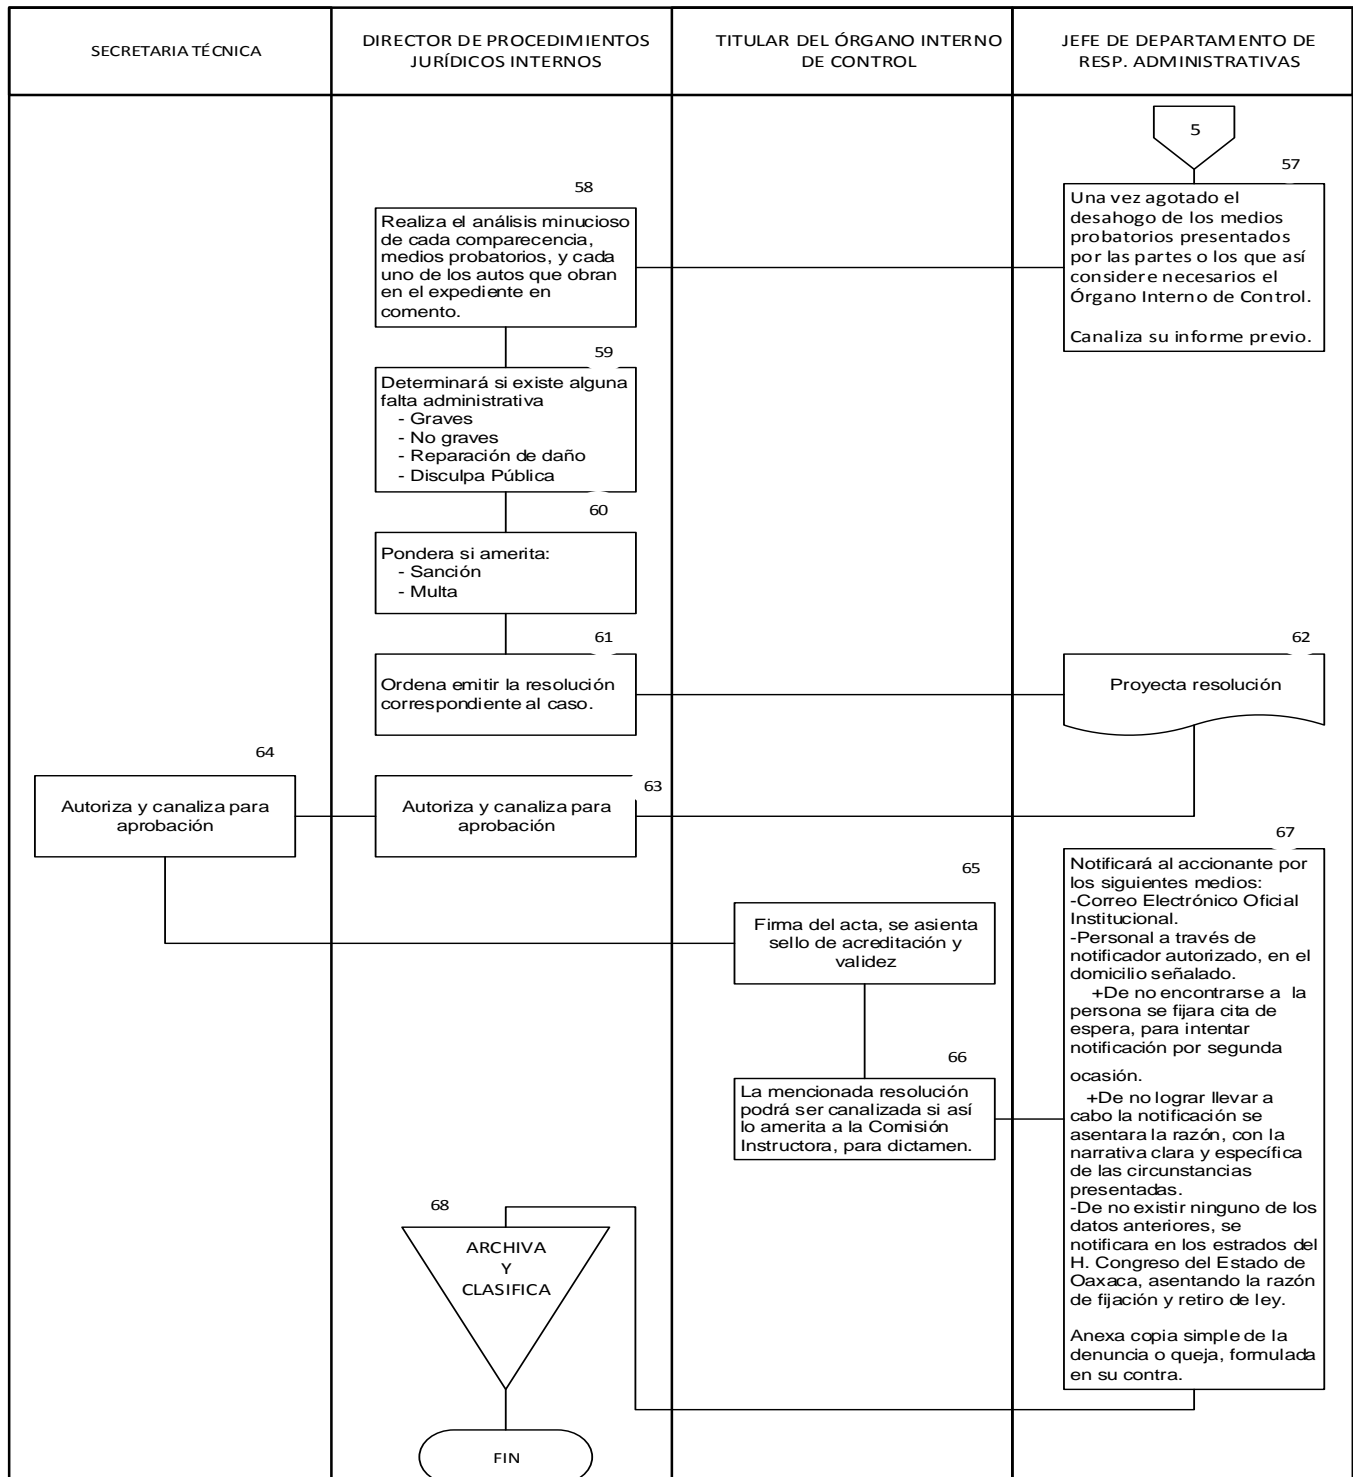 SECRETARIA TÉCNICA
DIRECTOR DE PROCEDIMIENTOS
JURÍDICOS INTERNOS
TITULAR DEL ÓRGANO INTERNO
DE CONTROL
JEFE DE DEPARTAMENTO DE
RESP. ADMINISTRATIVAS
5
57
Una vez agotado el
desahogo de los medios
probatorios presentados
por las partes o los que así
considere necesarios el
Órgano Interno de Control.
Canaliza su informe previo.
58
Realiza el análisis minucioso
de cada comparecencia,
medios probatorios, y cada
uno de los autos que obran
en el expediente en
comento.
59
Determinará si existe alguna
falta administrativa
- Graves
- No graves
- Reparación de daño
- Disculpa Pública
60
Pondera si amerita:
- Sanción
- Multa
61
Ordena emitir la resolución
correspondiente al caso.
62
Proyecta resolución
63
Autoriza y canaliza para
aprobación
64
Autoriza y canaliza para
aprobación
65
Firma del acta, se asienta
sello de acreditación y
validez
66
La mencionada resolución
podrá ser canalizada si así
lo amerita a la Comisión
Instructora, para dictamen.
67
Notificará al accionante por
los siguientes medios:
-Correo Electrónico Oficial
Institucional.
-Personal a través de
notificador autorizado, en el
domicilio señalado.
+De no encontrarse a la
persona se fijara cita de
espera, para intentar
notificación por segunda
ocasión.
+De no lograr llevar a
cabo la notificación se
asentara la razón, con la
narrativa clara y específica
de las circunstancias
presentadas.
-De no existir ninguno de los
datos anteriores, se
notificara en los estrados del
H. Congreso del Estado de
Oaxaca, asentando la razón
de fijación y retiro de ley.
Anexa copia simple de la
denuncia o queja, formulada
en su contra.
68
ARCHIVA
Y
CLASIFICA
FIN